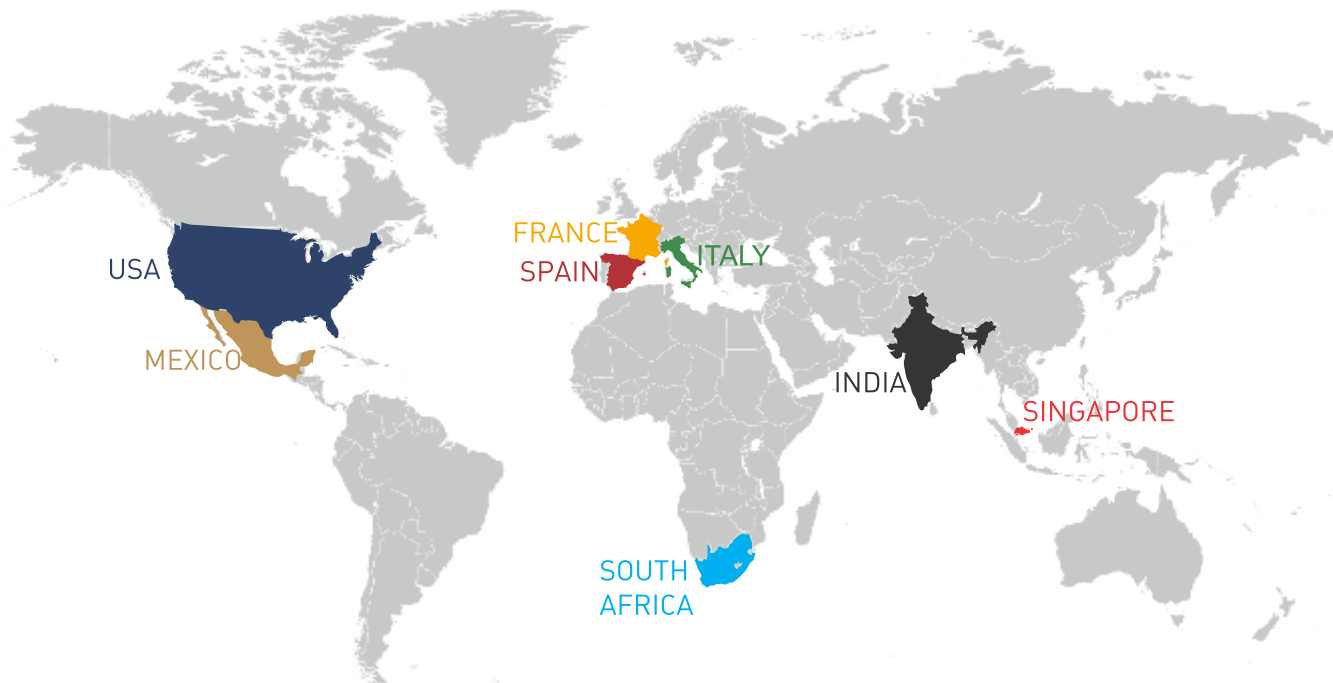 FRANCE
ITALY
USA
SPAIN
MEXICO
INDIA
SINGAPORE
SOUTH
AFRICA